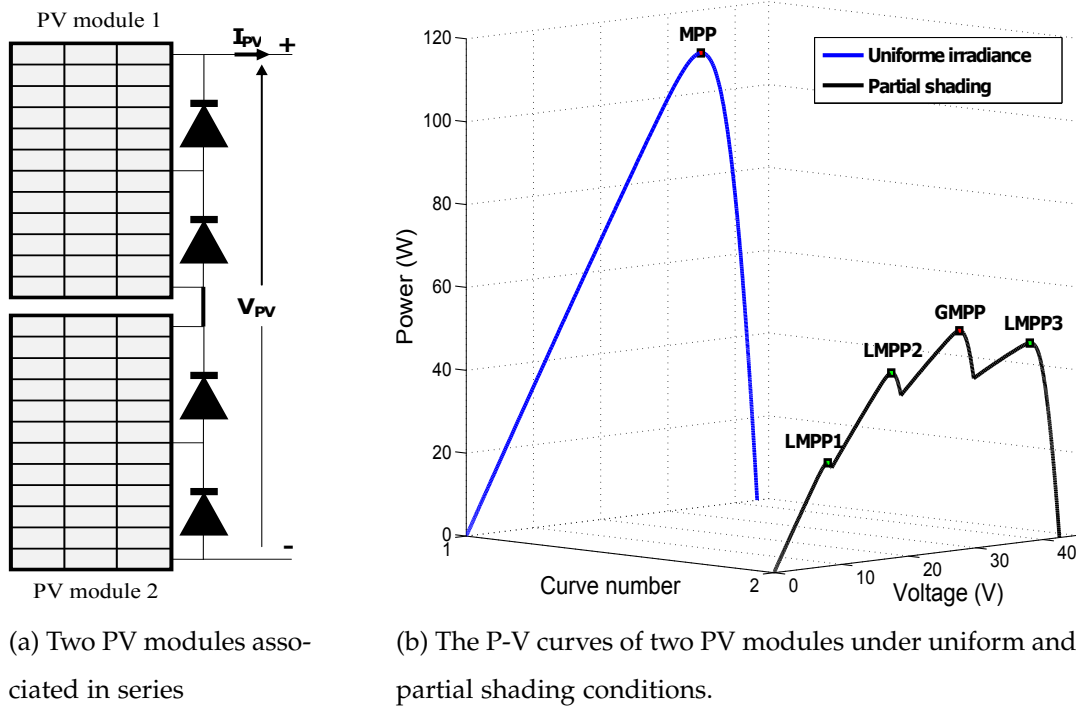 PV module 1
I_PV
+
V_PV
-
PV module 2
(a) Two PV modules asso-
ciated in series
120
100
80
60
40
20
0
Power (W)
1
Curve number
2
0
10
20
30
40
Voltage (V)
MPP
LMPP1
LMPP2
GMPP
LMPP3
Uniforme irradiance
Partial shading
(b) The P-V curves of two PV modules under uniform and
partial shading conditions.